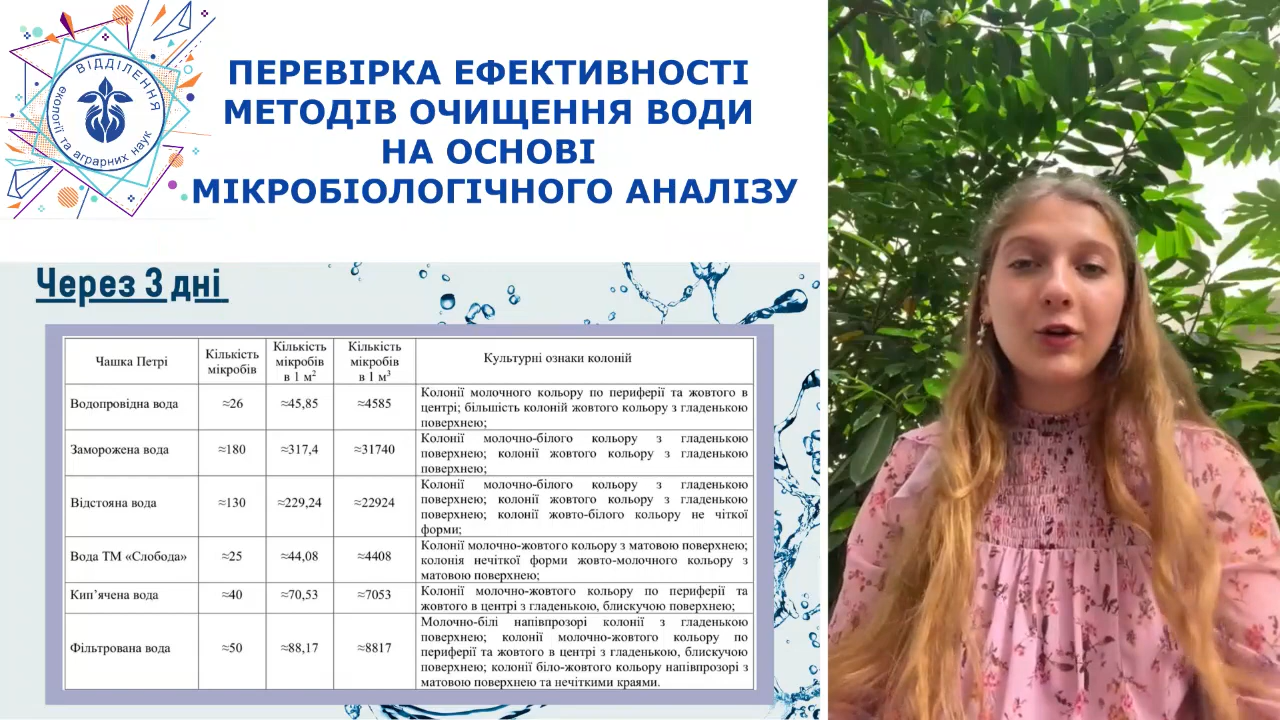 ВІДДІЛЕННЯ
екології та аграрних наук
ПЕРЕВІРКА ЕФЕКТИВНОСТІ
МЕТОДІВ ОЧИЩЕННЯ ВОДИ
НА ОСНОВІ
МІКРОБІОЛОГІЧНОГО АНАЛІЗУ
Через 3 дні
Чашка Петрі
Кількість
мікробів
Кількість
мікробів
в 1 м²
Кількість
мікробів
в 1 м³
Культурні ознаки колоній
Водопровідна вода
≈26
≈45,85
≈4585
Колонії молочного кольору по периферії та жовтого в
центрі; більшість колоній жовтого кольору з гладенькою
поверхнею;
Заморожена вода
≈180
≈317,4
≈31740
Колонії молочно-білого кольору з гладенькою
поверхнею; колонії жовтого кольору з гладенькою
поверхнею;
Відстояна вода
≈130
≈229,24
≈22924
Колонії молочно-білого кольору з гладенькою
поверхнею; колонії жовтого кольору з гладенькою
поверхнею; колонії жовто-білого кольору не чіткої
форми;
Вода ТМ «Слобода»
≈25
≈44,08
≈4408
Колонії молочно-жовтого кольору з матовою поверхнею;
колонія нечіткої форми жовто-молочного кольору з
матовою поверхнею;
Кип’ячена вода
≈40
≈70,53
≈7053
Колонії молочно-жовтого кольору по периферії та
жовтого в центрі з гладенькою, блискучою поверхнею;
Фільтрована вода
≈50
≈88,17
≈8817
Молочно-білі напівпрозорі колонії з гладенькою
поверхнею; колонії молочно-жовтого кольору по
периферії та жовтого в центрі з гладенькою, блискучою
поверхнею; колонії біло-жовтого кольору напівпрозорі з
матовою поверхнею та нечіткими краями.